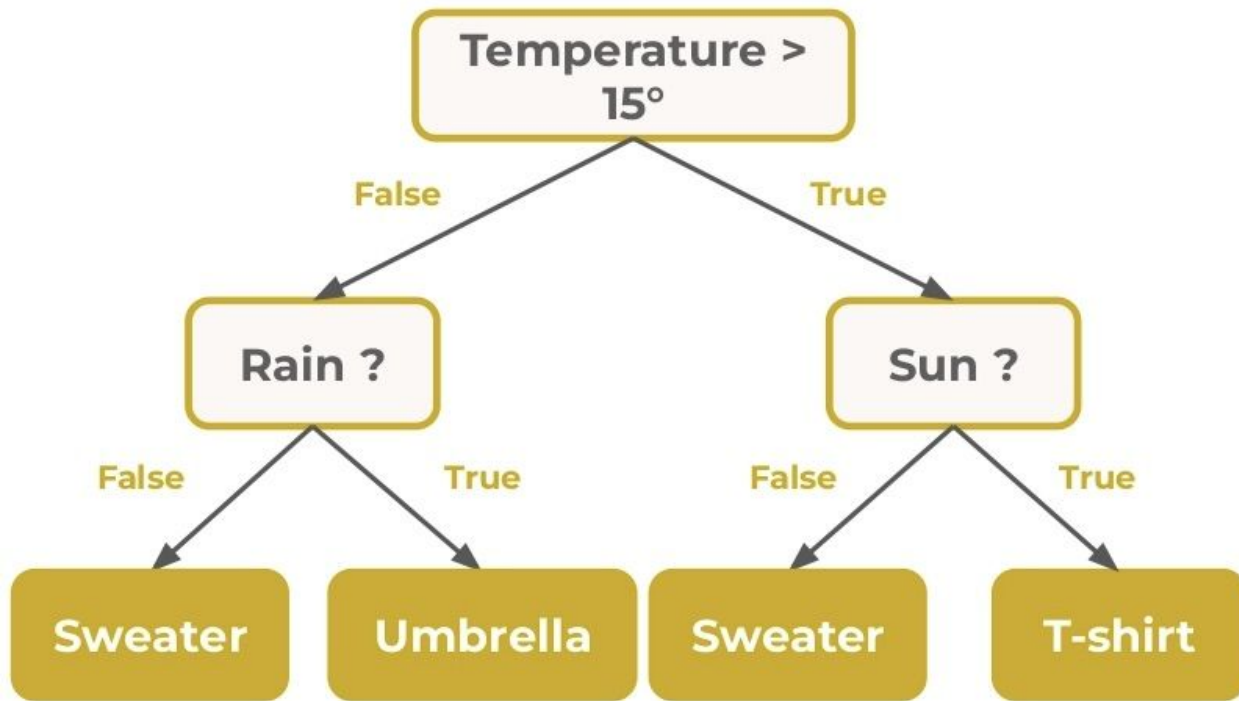 Temperature >
15°
False
True
Rain ?
Sun ?
False
True
False
True
Sweater
Umbrella
Sweater
T-shirt